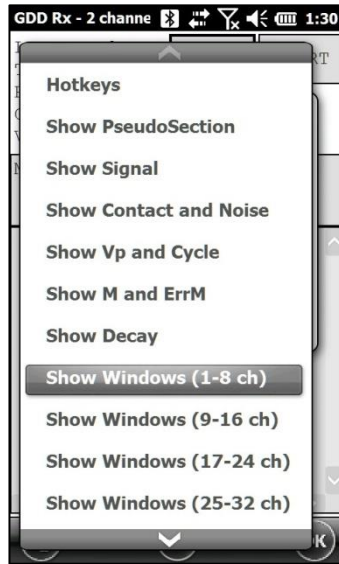 GDD Rx - 2 channe 1:30
RT
Hotkeys
Show PseudoSection
Show Signal
Show Contact and Noise
Show Vp and Cycle
Show M and ErrM
Show Decay
Show Windows (1-8 ch)
Show Windows (9-16 ch)
Show Windows (17-24 ch)
Show Windows (25-32 ch)